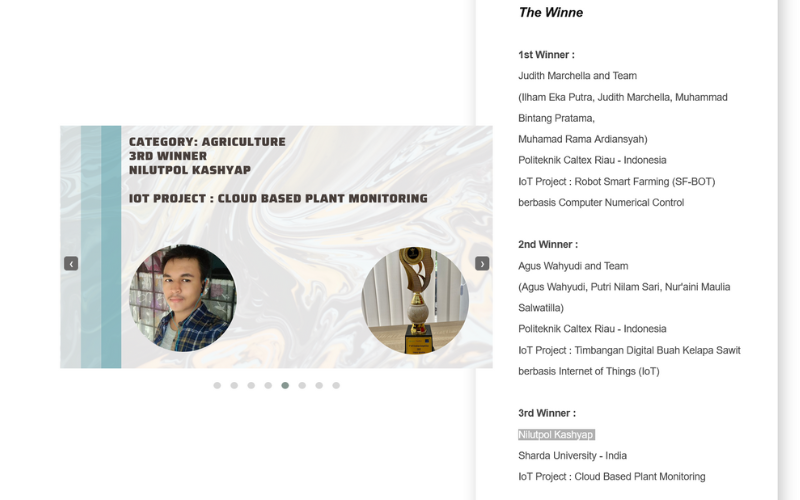 CATEGORY: AGRICULTURE
3RD WINNER
NILUTPOL KASHYAP
IOT PROJECT : CLOUD BASED PLANT MONITORING
‹
›
The Winne
1st Winner :
Judith Marchella and Team
(Ilham Eka Putra, Judith Marchella, Muhammad
Bintang Pratama,
Muhamad Rama Ardiansyah)
Politeknik Caltex Riau - Indonesia
IoT Project : Robot Smart Farming (SF-BOT)
berbasis Computer Numerical Control
2nd Winner :
Agus Wahyudi and Team
(Agus Wahyudi, Putri Nilam Sari, Nur'aini Maulia
Salwatilla)
Politeknik Caltex Riau - Indonesia
IoT Project : Timbangan Digital Buah Kelapa Sawit
berbasis Internet of Things (IoT)
3rd Winner :
Nilutpol Kashyap
Sharda University - India
IoT Project : Cloud Based Plant Monitoring